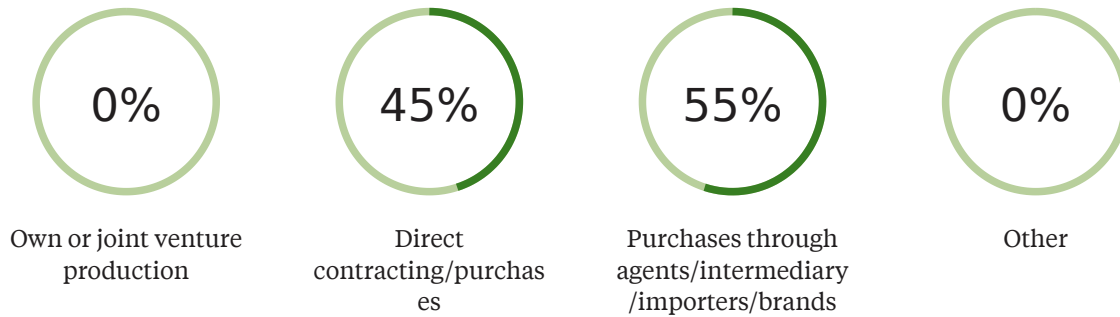 0%
45%
55%
0%
Own or joint venture
production
Direct
contracting/purchas
es
Purchases through
agents/intermediary
/importers/brands
Other